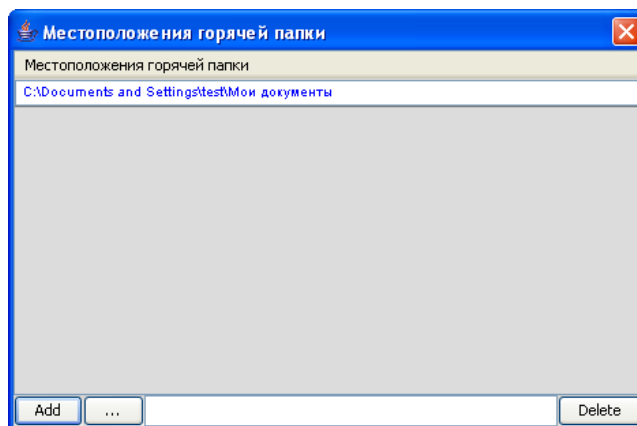 Местоположения горячей папки
Местоположения горячей папки
C:\Documents and Settings\test\Мои документы
Add ... Delete